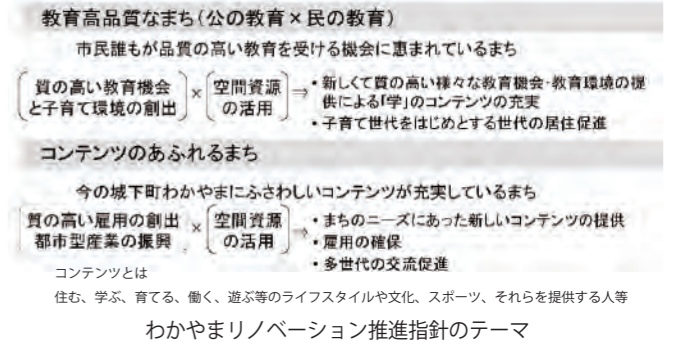 教育高品質なまち(公の教育×民の教育)
市民誰もが品質の高い教育を受ける機会に恵まれているまち
質の高い教育機会
と子育て環境の創出
×
空間資源
の活用
⇒
・新しくて質の高い様々な教育機会・教育環境の提
供による「学」のコンテンツの充実
・子育て世代をはじめとする世代の居住促進
コンテンツのあふれるまち
今の城下町わかやまにふさわしいコンテンツが充実しているまち
質の高い雇用の創出
都市型産業の振興
×
空間資源
の活用
⇒
・まちのニーズにあった新しいコンテンツの提供
・雇用の確保
・多世代の交流促進
コンテンツとは
住む、学ぶ、育てる、働く、遊ぶ等のライフスタイルや文化、スポーツ、それらを提供する人等
わかやまリノベーション推進指針のテーマ